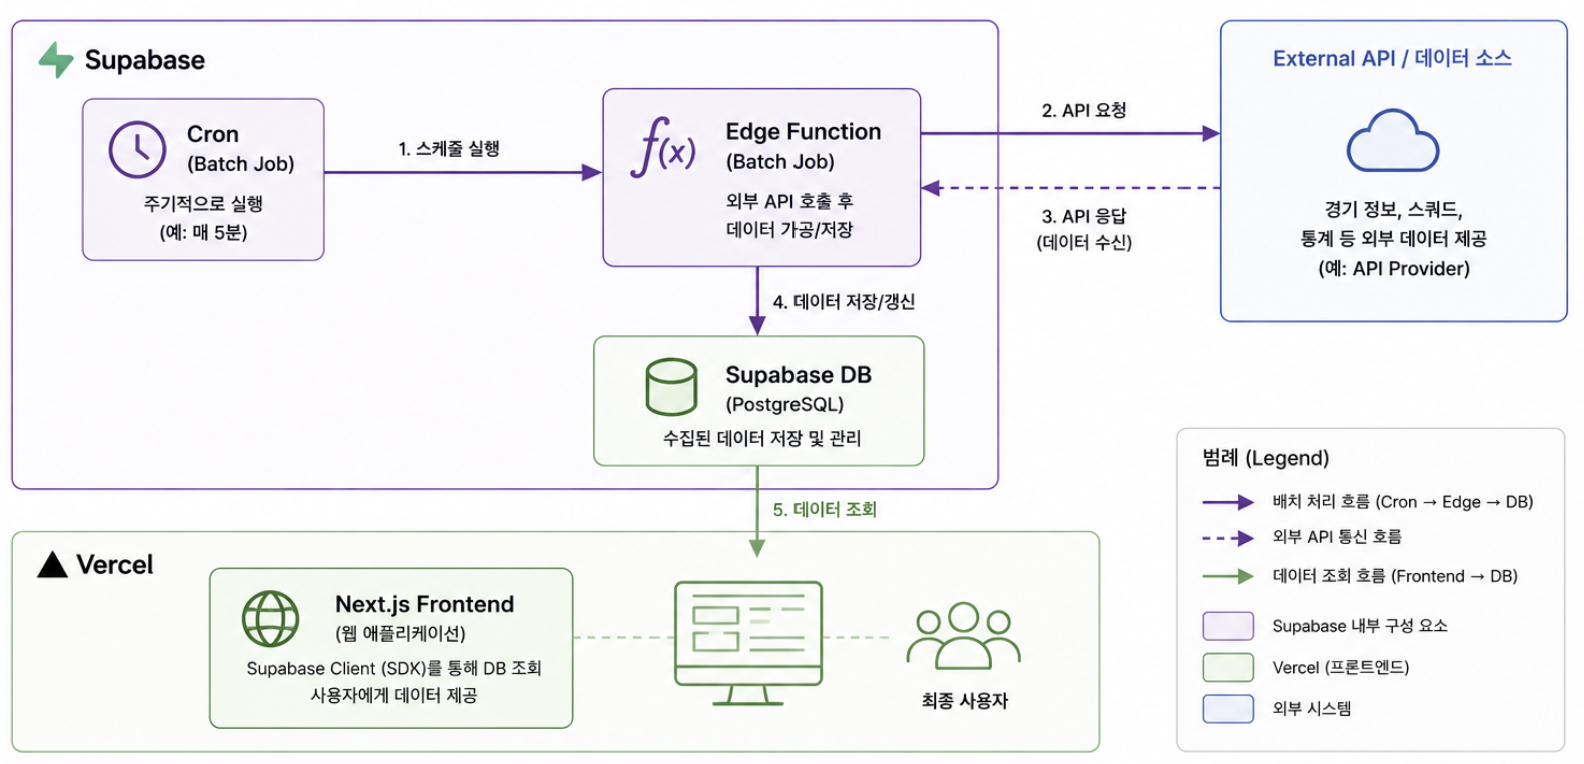 Supabase
Cron
(Batch Job)
주기적으로 실행
(예: 매 5분)
1. 스케줄 실행
f(x)
Edge Function
(Batch Job)
외부 API 호출 후
데이터 가공/저장
2. API 요청
3. API 응답
(데이터 수신)
External API / 데이터 소스
경기 정보, 스쿼드,
통계 등 외부 데이터 제공
(예: API Provider)
4. 데이터 저장/갱신
Supabase DB
(PostgreSQL)
수집된 데이터 저장 및 관리
5. 데이터 조회
Vercel
Next.js Frontend
(웹 애플리케이션)
Supabase Client (SDX)를 통해 DB 조회
사용자에게 데이터 제공
최종 사용자
범례 (Legend)
배치 처리 흐름 (Cron → Edge → DB)
외부 API 통신 흐름
데이터 조회 흐름 (Frontend → DB)
Supabase 내부 구성 요소
Vercel (프론트엔드)
외부 시스템